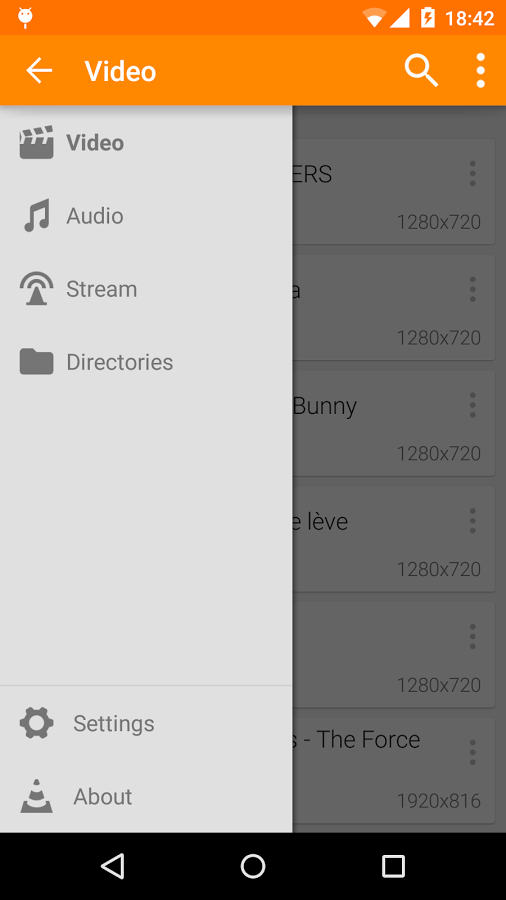 18:42
Video
Video
Audio
Stream
Directories
Settings
About
ERS
1280x720
a
1280x720
Bunny
1280x720
e lève
1280x720
1280x720
s - The Force
1920x816